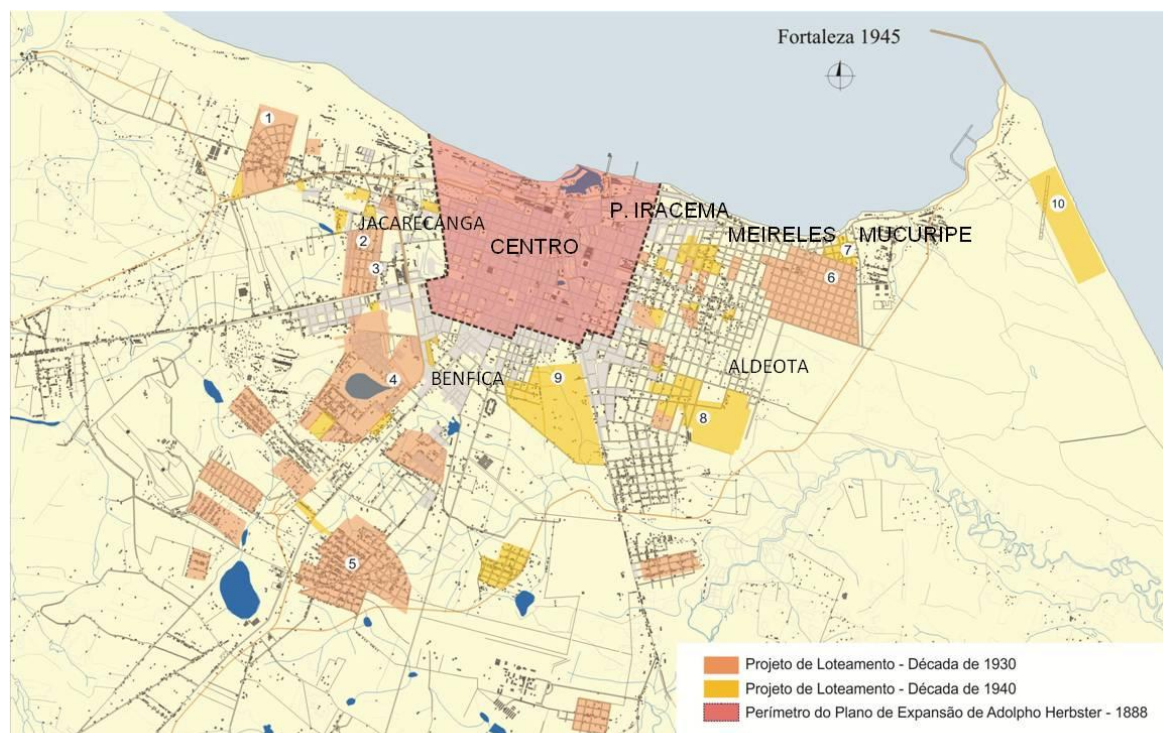 Fortaleza 1945
1
10
P. IRACEMA
JACARECANGA
2
MEIRELES
MUCURIPE
CENTRO
7
3
6
ALDEOTA
9
4
BENFICA
8
5
Projeto de Loteamento - Década de 1930
Projeto de Loteamento - Década de 1940
Perímetro do Plano de Expansão de Adolpho Herbster - 1888